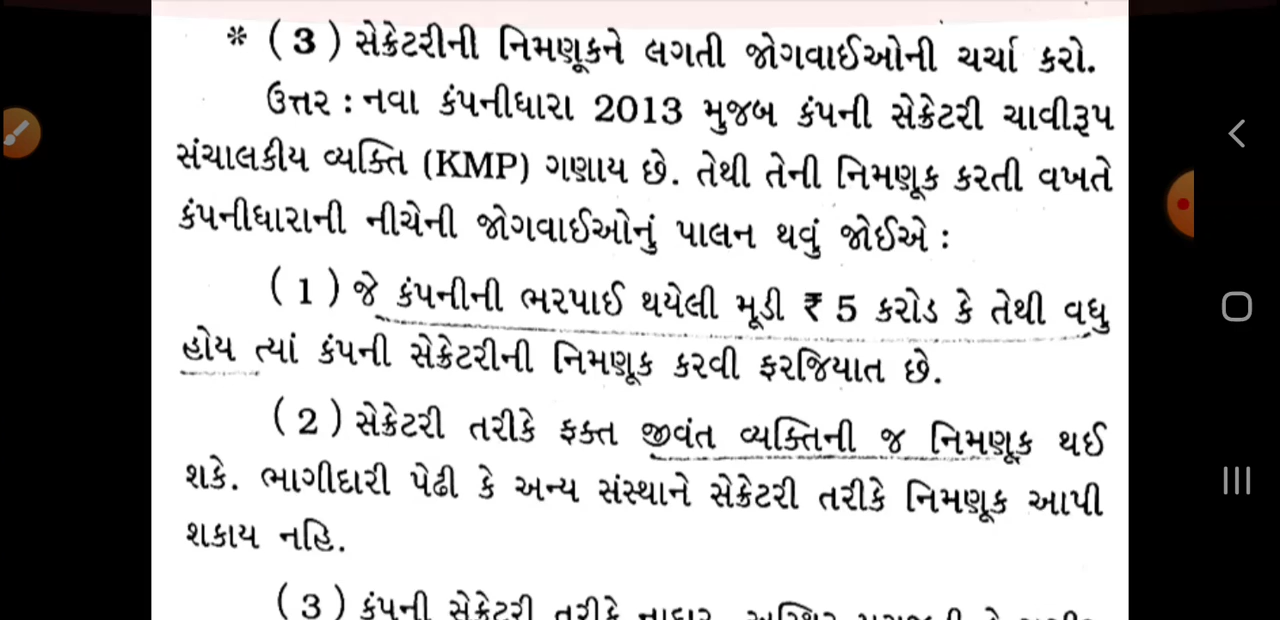 * ( 3 ) સેક્રેટરીની નિમણૂકને લગતી જોગવાઈઓની ચર્ચા કરો.
ઉત્તર : નવા કંપનીધારા 2013 મુજબ કંપની સેક્રેટરી ચાવીરૂપ
સંચાલકીય વ્યક્તિ (KMP) ગણાય છે. તેથી તેની નિમણૂક કરતી વખતે
કંપનીધારાની નીચેની જોગવાઈઓનું પાલન થવું જોઈએ :
( 1 ) જે કંપનીની ભરપાઈ થયેલી મૂડી ₹ 5 કરોડ કે તેથી વધુ
હોય ત્યાં કંપની સેક્રેટરીની નિમણૂક કરવી ફરજિયાત છે.
( 2 ) સેક્રેટરી તરીકે ફક્ત જીવંત વ્યક્તિની જ નિમણૂક થઈ
શકે. ભાગીદારી પેઢી કે અન્ય સંસ્થાને સેક્રેટરી તરીકે નિમણૂક આપી
શકાય નહિ.
( 3 ) કંપની સેક્રેટરી તરીકે